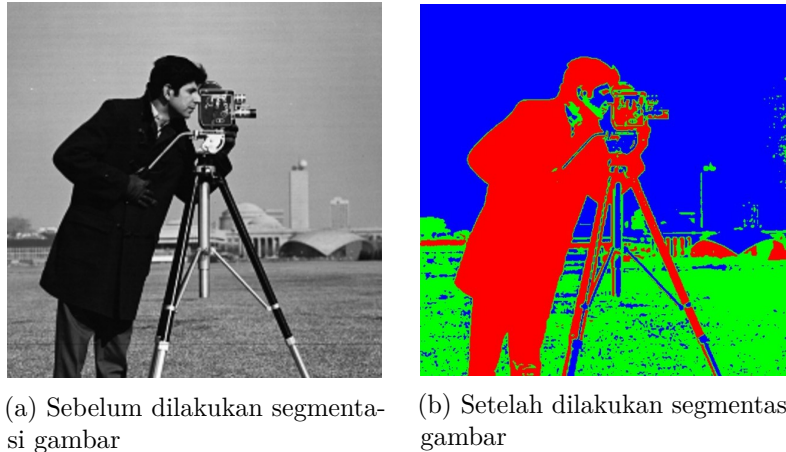 (a) Sebelum dilakukan segmenta-
si gambar
(b) Setelah dilakukan segmentas
gambar